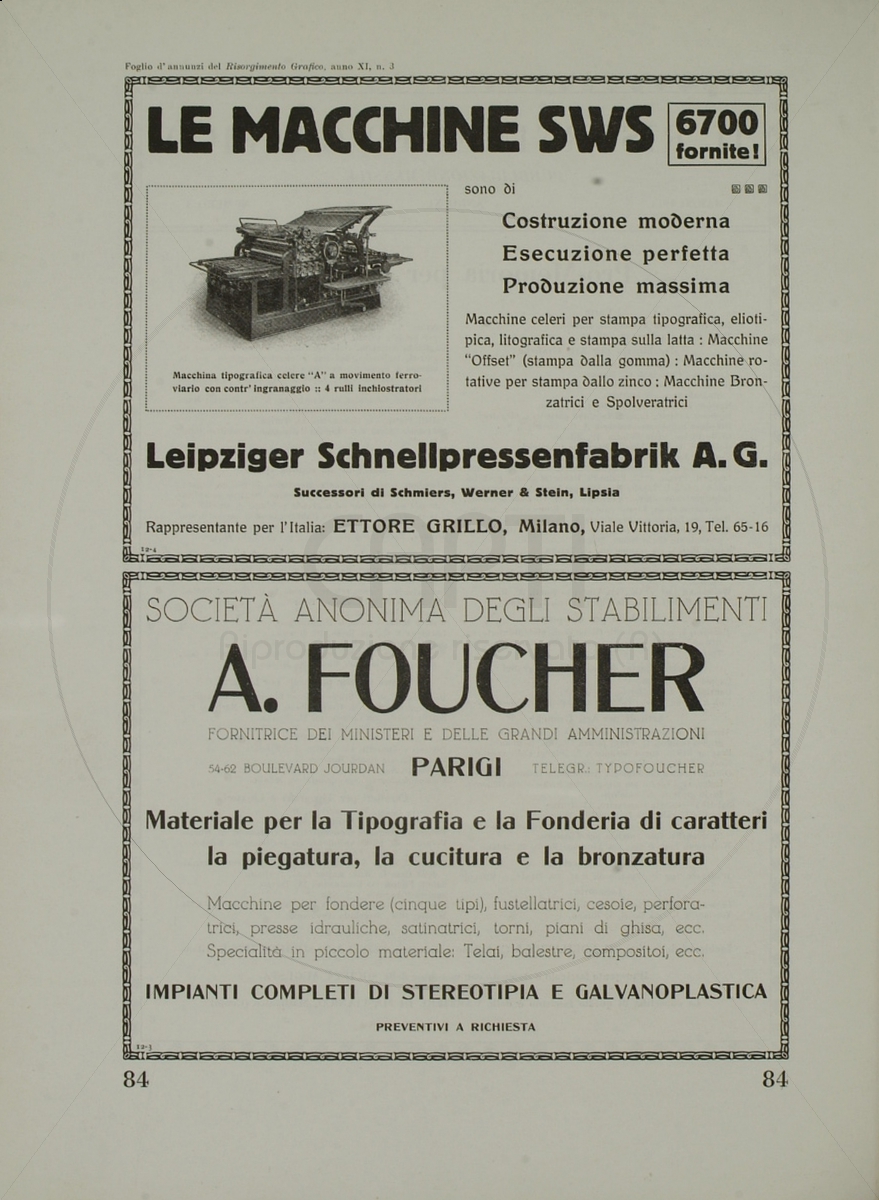 Foglio d'annunzi del Risorgimento Grafico, anno XI, n. 3
LE MACCHINE SWS
6700
fornite!
sono di
Costruzione moderna
Esecuzione perfetta
Produzione massima
Macchine celeri per stampa tipografica, elioti-
pica, litografica e stampa sulla latta : Macchine
“Offset” (stampa dalla gomma) : Macchine ro-
tative per stampa dallo zinco : Macchine Bron-
zatrici e Spolveratrici
Macchina tipografica celere “A” a movimento ferro-
viario con contr' ingranaggio :: 4 rulli inchiostratori
Leipziger Schnellpressenfabrik A. G.
Successori di Schmiers, Werner & Stein, Lipsia
Rappresentante per l'Italia: ETTORE GRILLO, Milano, Viale Vittoria, 19, Tel. 65-16
12-4
SOCIETÀ ANONIMA DEGLI STABILIMENTI
Riproduzione riservata (R)
A. FOUCHER
FORNITRICE DEI MINISTERI E DELLE GRANDI AMMINISTRAZIONI
54-62 BOULEVARD JOURDAN PARIGI TELEGR.: TYPOFOUCHER
Materiale per la Tipografia e la Fonderia di caratteri
la piegatura, la cucitura e la bronzatura
Macchine per fondere (cinque tipi), fustellatrici, cesoie, perfora-
trici, presse idrauliche, satinatrici, torni, piani di ghisa, ecc.
Specialità in piccolo materiale: Telai, balestre, compositoi, ecc.
IMPIANTI COMPLETI DI STEREOTIPIA E GALVANOPLASTICA
PREVENTIVI A RICHIESTA
12-3
84 84